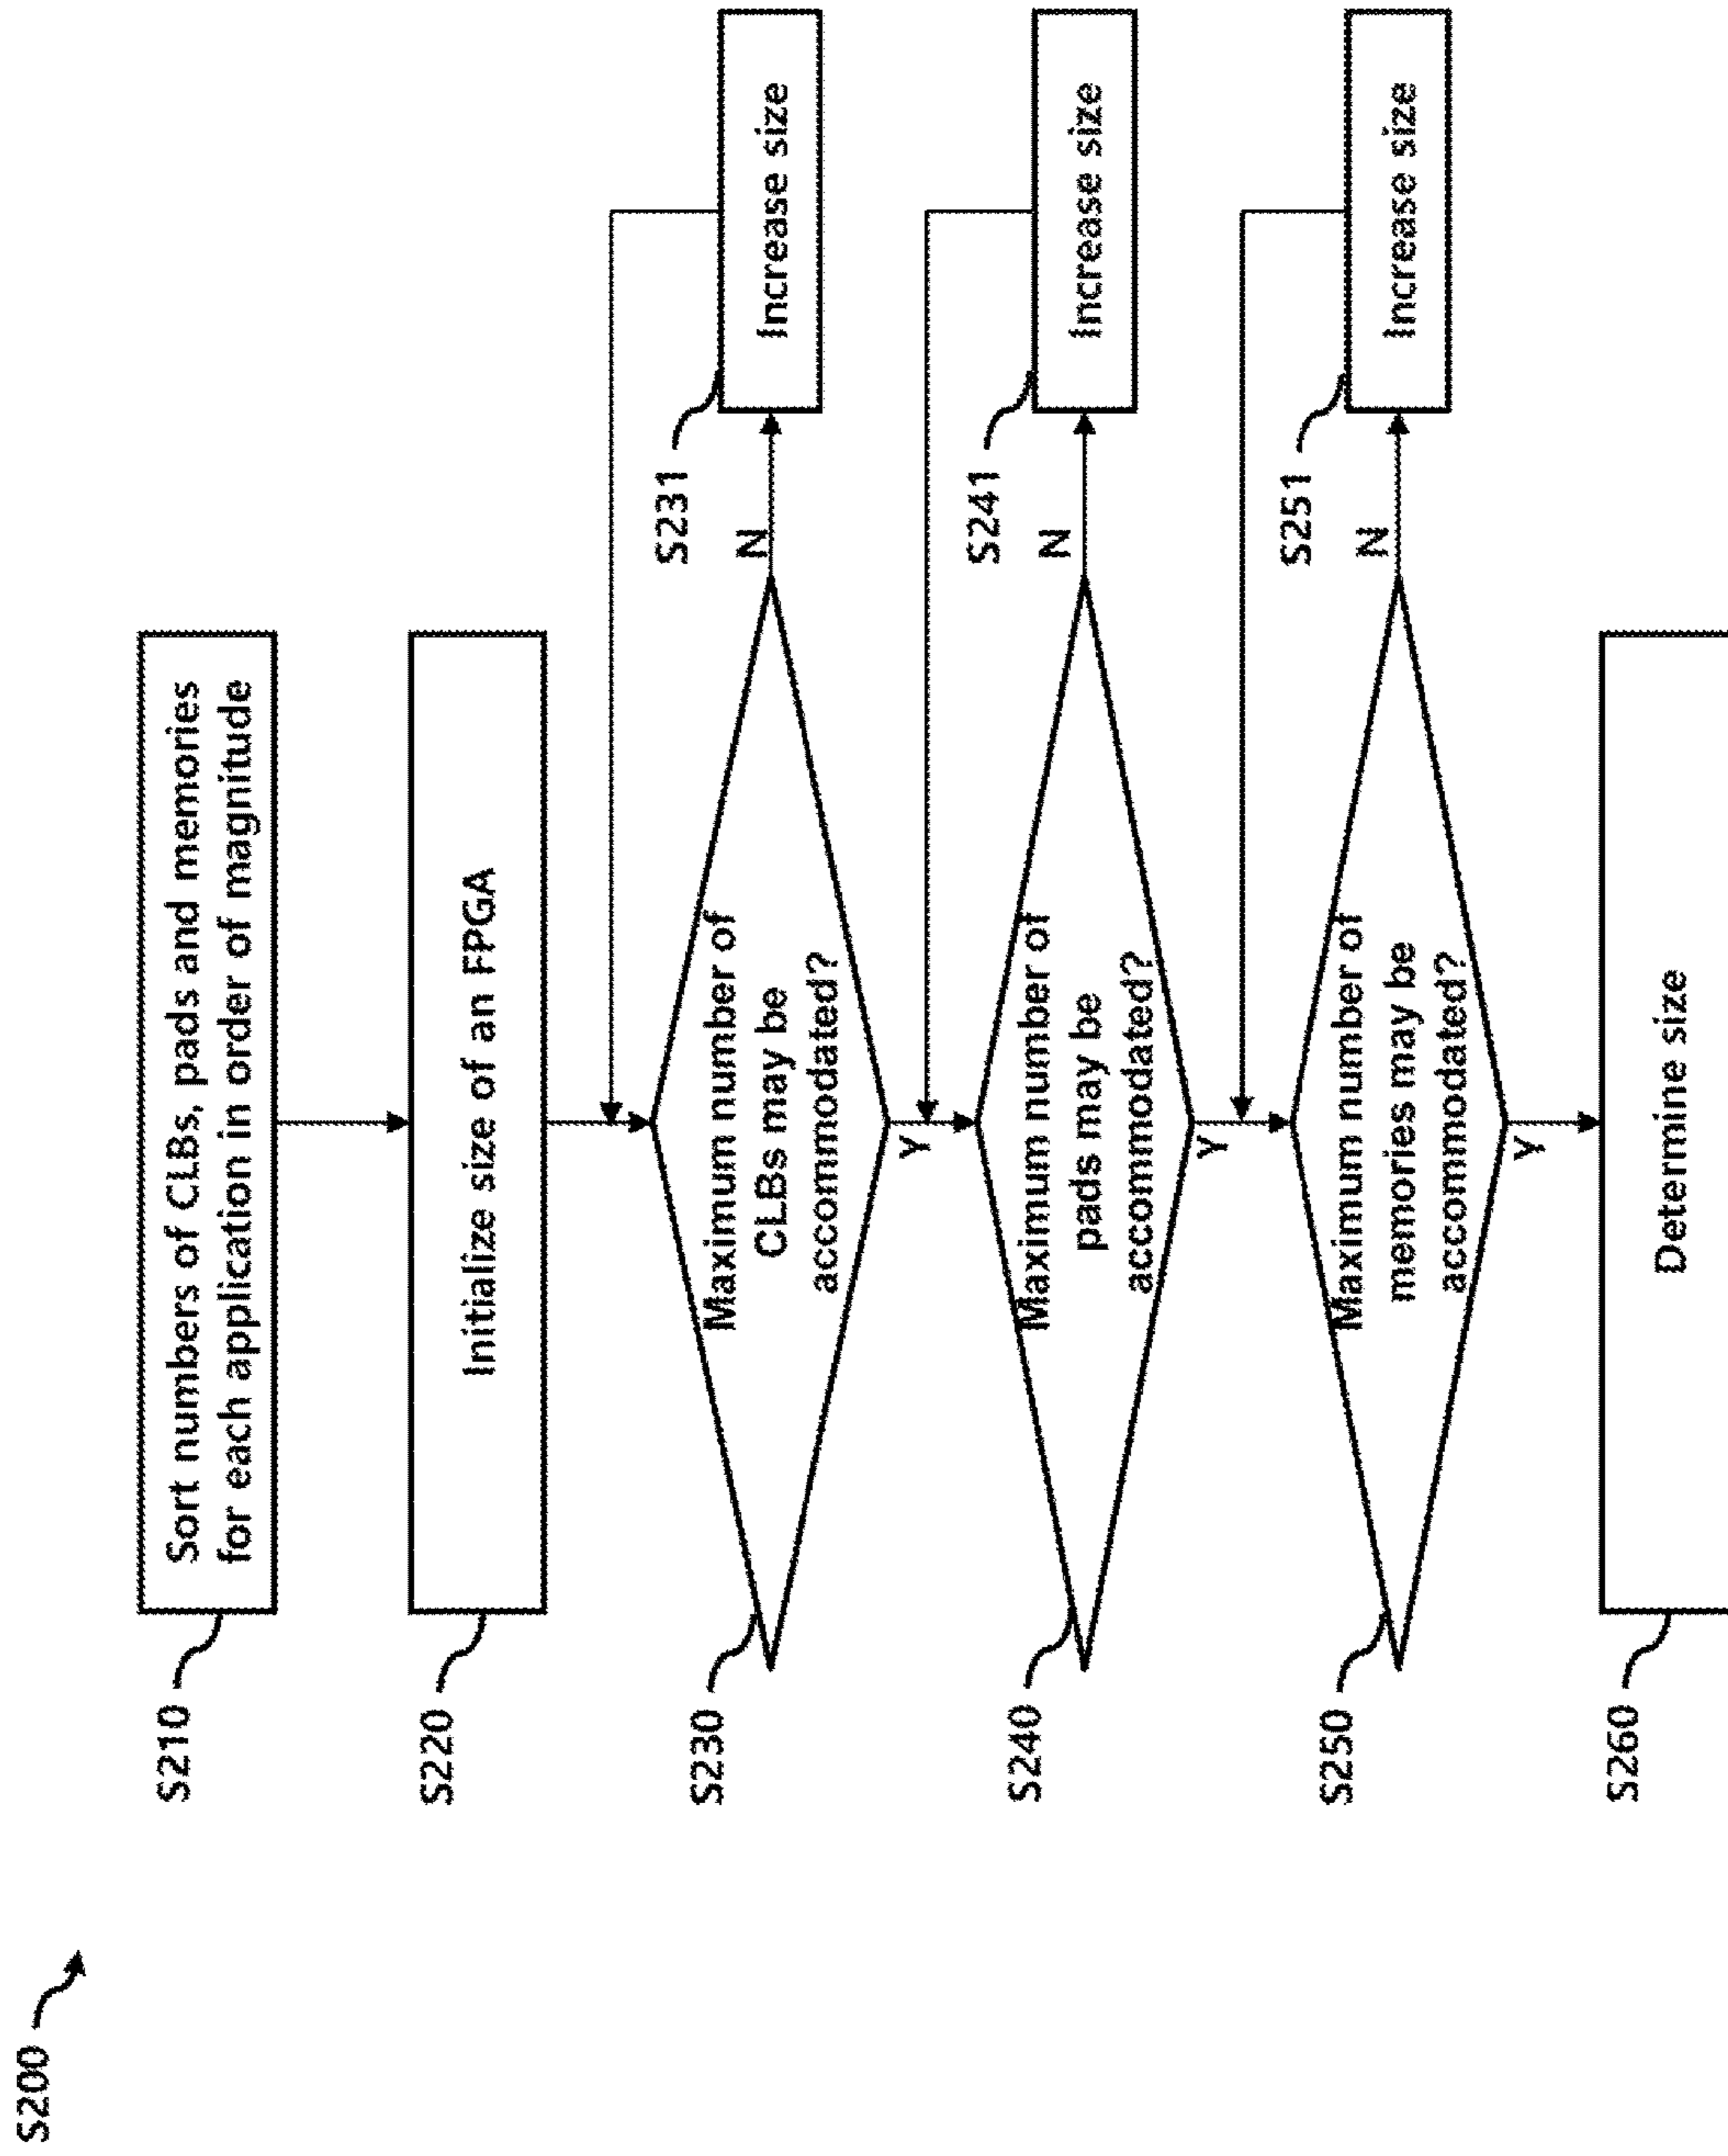 S200
S210
Sort numbers of CLBs, pads and memories
for each application in order of magnitude
S220
Initialize size of an FPGA
S230
Maximum number of
CLBs may be
accommodated?
N
S231
Increase size
Y
S240
Maximum number of
pads may be
accommodated?
N
S241
Increase size
Y
S250
Maximum number of
memories may be
accommodated?
N
S251
Increase size
Y
S260
Determine size